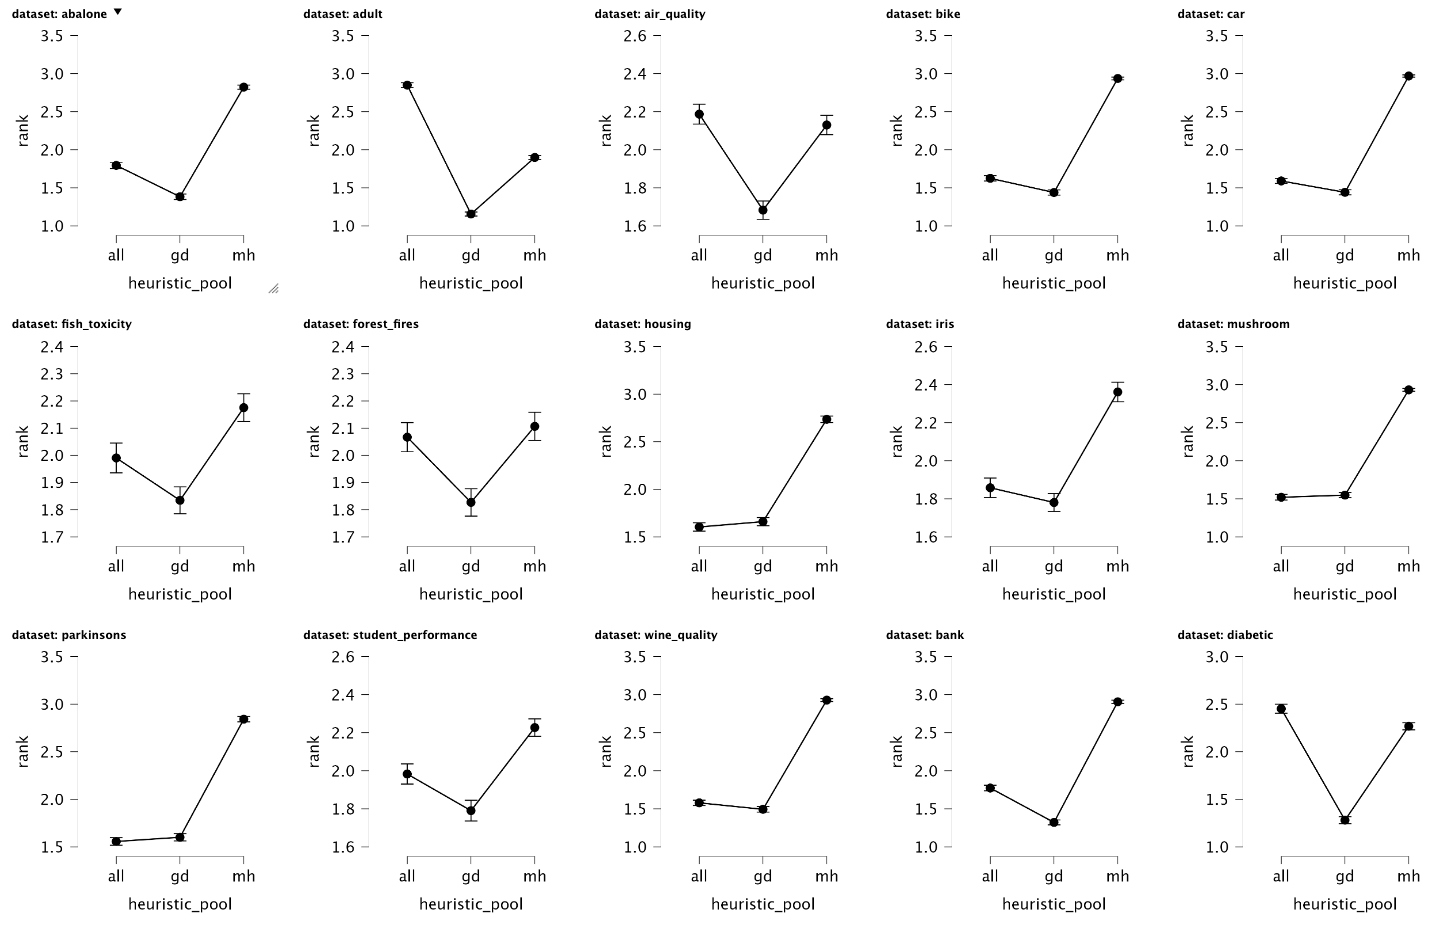 dataset: abalone ▼
3.5
3.0
2.5
2.0
1.5
1.0
rank
all gd mh
heuristic_pool
dataset: adult
3.5
3.0
2.5
2.0
1.5
1.0
rank
all gd mh
heuristic_pool
dataset: air_quality
2.6
2.4
2.2
2.0
1.8
1.6
rank
all gd mh
heuristic_pool
dataset: bike
3.5
3.0
2.5
2.0
1.5
1.0
rank
all gd mh
heuristic_pool
dataset: car
3.5
3.0
2.5
2.0
1.5
1.0
rank
all gd mh
heuristic_pool
dataset: fish_toxicity
2.4
2.3
2.2
2.1
2.0
1.9
1.8
1.7
rank
all gd mh
heuristic_pool
dataset: forest_fires
2.4
2.3
2.2
2.1
2.0
1.9
1.8
1.7
rank
all gd mh
heuristic_pool
dataset: housing
3.5
3.0
2.5
2.0
1.5
rank
all gd mh
heuristic_pool
dataset: iris
2.6
2.4
2.2
2.0
1.8
1.6
rank
all gd mh
heuristic_pool
dataset: mushroom
3.5
3.0
2.5
2.0
1.5
1.0
rank
all gd mh
heuristic_pool
dataset: parkinsons
3.5
3.0
2.5
2.0
1.5
rank
all gd mh
heuristic_pool
dataset: student_performance
2.6
2.4
2.2
2.0
1.8
1.6
rank
all gd mh
heuristic_pool
dataset: wine_quality
3.5
3.0
2.5
2.0
1.5
1.0
rank
all gd mh
heuristic_pool
dataset: bank
3.5
3.0
2.5
2.0
1.5
1.0
rank
all gd mh
heuristic_pool
dataset: diabetic
3.0
2.5
2.0
1.5
1.0
rank
all gd mh
heuristic_pool